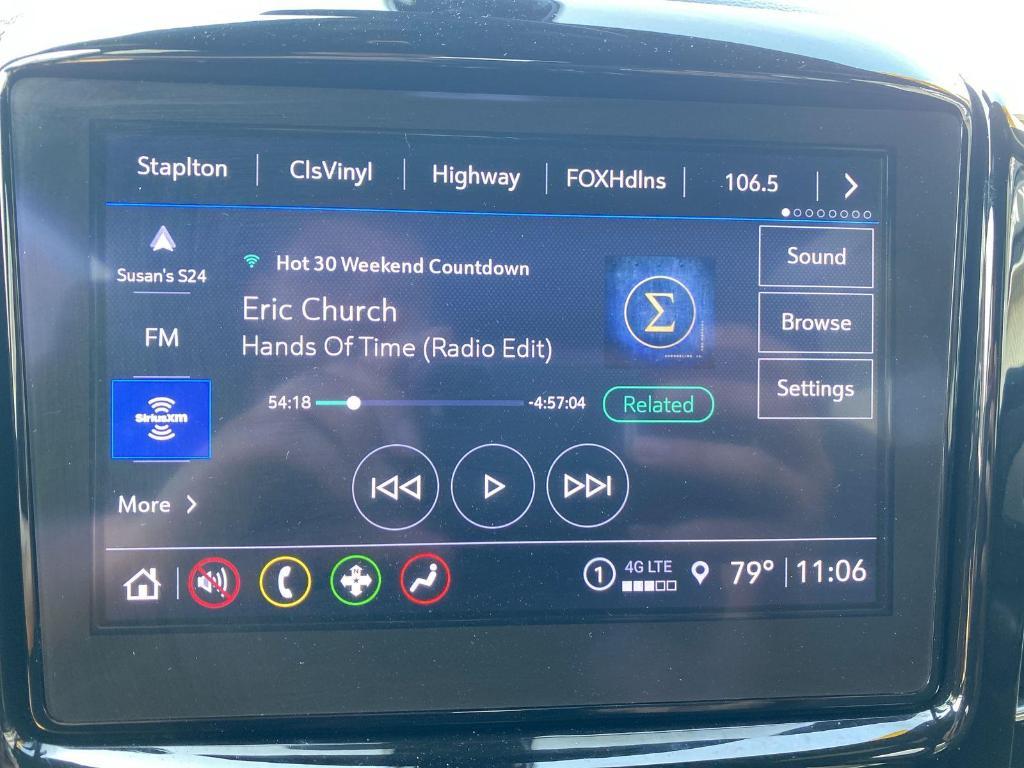 Staplton
ClsVinyl
Highway
FOXHdlns
106.5
Susan's S24
FM
SiriusXM
More
Hot 30 Weekend Countdown
Eric Church
Hands Of Time (Radio Edit)
54:18
-4:57:04
Σ
Related
Sound
Browse
Settings
N
1
4G LTE
79°
11:06